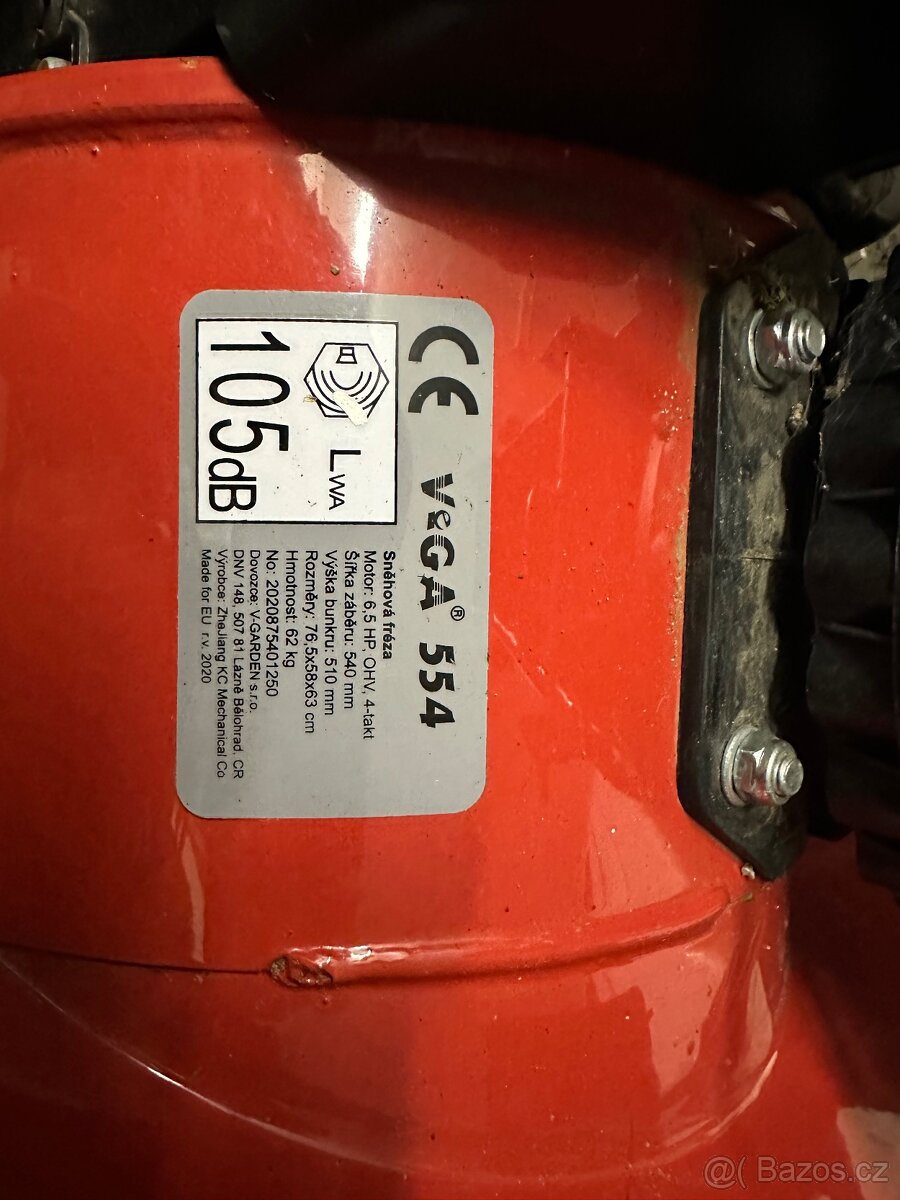 CE
VeGA® 554
LWA
105dB
Sněhová fréza
Motor: 6,5 HP, OHV, 4-takt
Šířka záběru: 540 mm
Výška bunkru: 510 mm
Rozměry: 76,5x58x63 cm
Hmotnost: 62 kg
No: 2020875401250
Dovozce: V-GARDEN s.r.o.
DNV 148, 507 81 Lázně Bělohrad, CR
Výrobce: ZheJiang KC Mechanical Co
Made for EU r.v. 2020
@( Bazos.cz